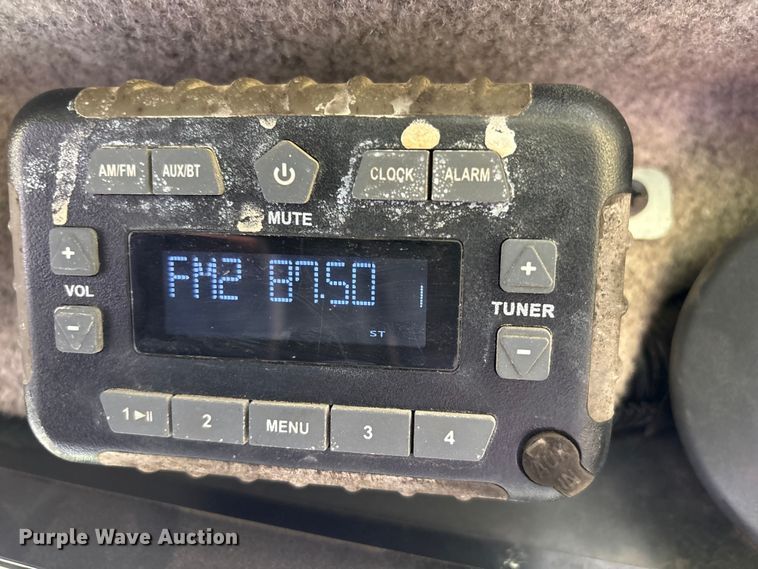 AM/FM AUX/BT CLOCK ALARM
MUTE
+ VOL -
FM2 87.50 1
ST
+ TUNER -
1 ▶II 2 MENU 3 4
Purple Wave Auction